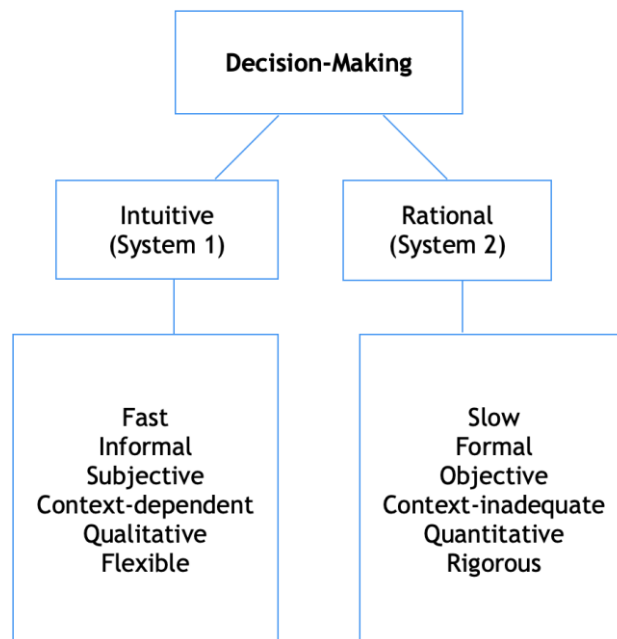 Decision-Making
Intuitive
(System 1)
Rational
(System 2)
Fast
Informal
Subjective
Context-dependent
Qualitative
Flexible
Slow
Formal
Objective
Context-inadequate
Quantitative
Rigorous